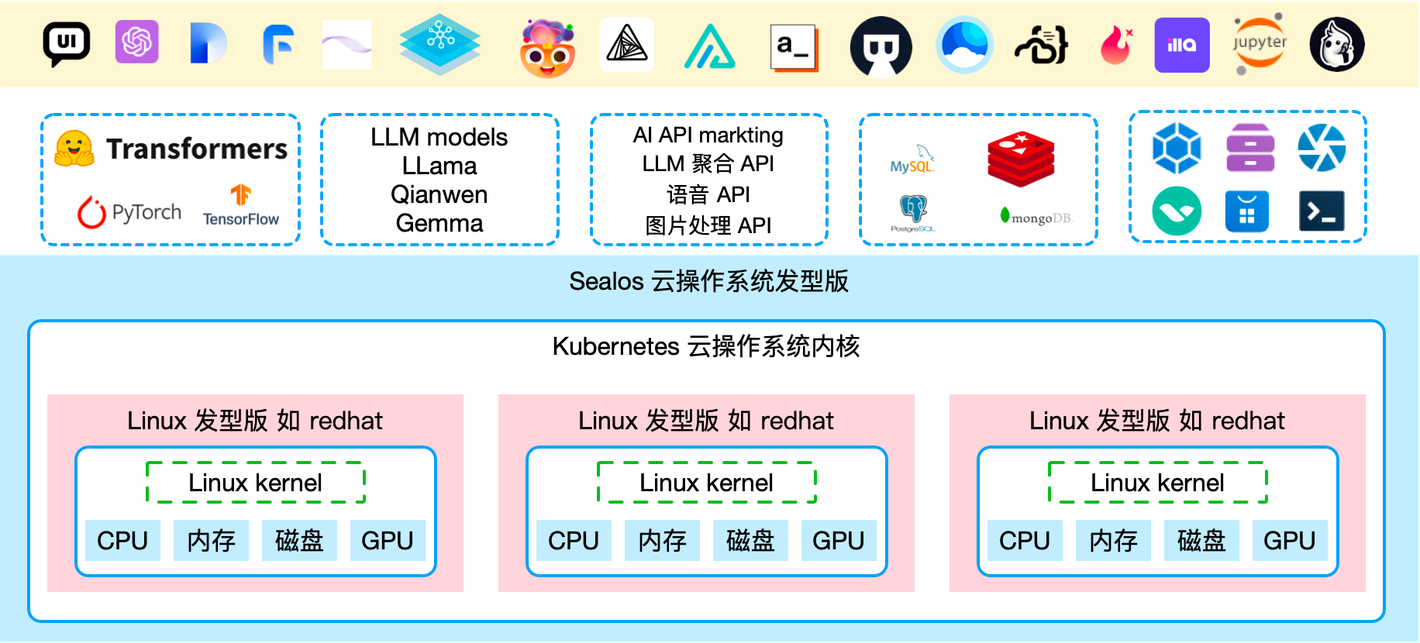 UI
a_
illa
jupyter
Transformers
PyTorch
TensorFlow
LLM models
LLama
Qianwen
Gemma
AI API markting
LLM 聚合 API
语音 API
图片处理 API
MySQL
PostgreSQL
mongoDB
Sealos 云操作系统发型版
Kubernetes 云操作系统内核
Linux 发型版 如 redhat
Linux kernel
CPU 内存 磁盘 GPU
Linux 发型版 如 redhat
Linux kernel
CPU 内存 磁盘 GPU
Linux 发型版 如 redhat
Linux kernel
CPU 内存 磁盘 GPU